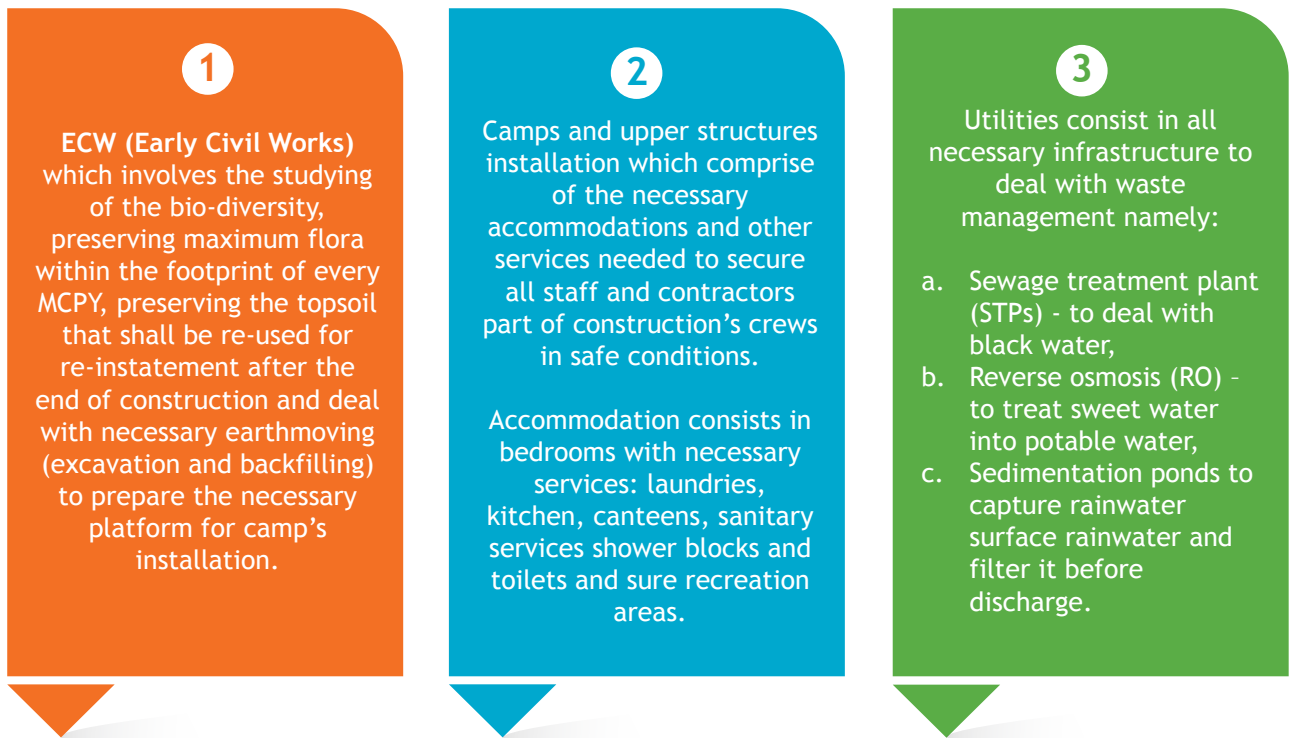 1
ECW (Early Civil Works)
which involves the studying
of the bio-diversity,
preserving maximum flora
within the footprint of every
MCPY, preserving the topsoil
that shall be re-used for
re-instatement after the
end of construction and deal
with necessary earthmoving
(excavation and backfilling)
to prepare the necessary
platform for camp's
installation.
2
Camps and upper structures
installation which comprise
of the necessary
accommodations and other
services needed to secure
all staff and contractors
part of construction's crews
in safe conditions.
Accommodation consists in
bedrooms with necessary
services: laundries,
kitchen, canteens, sanitary
services shower blocks and
toilets and sure recreation
areas.
3
Utilities consist in all
necessary infrastructure to
deal with waste
management namely:
a. Sewage treatment plant
(STPs) - to deal with
black water,
b. Reverse osmosis (RO) –
to treat sweet water
into potable water,
c. Sedimentation ponds to
capture rainwater
surface rainwater and
filter it before
discharge.